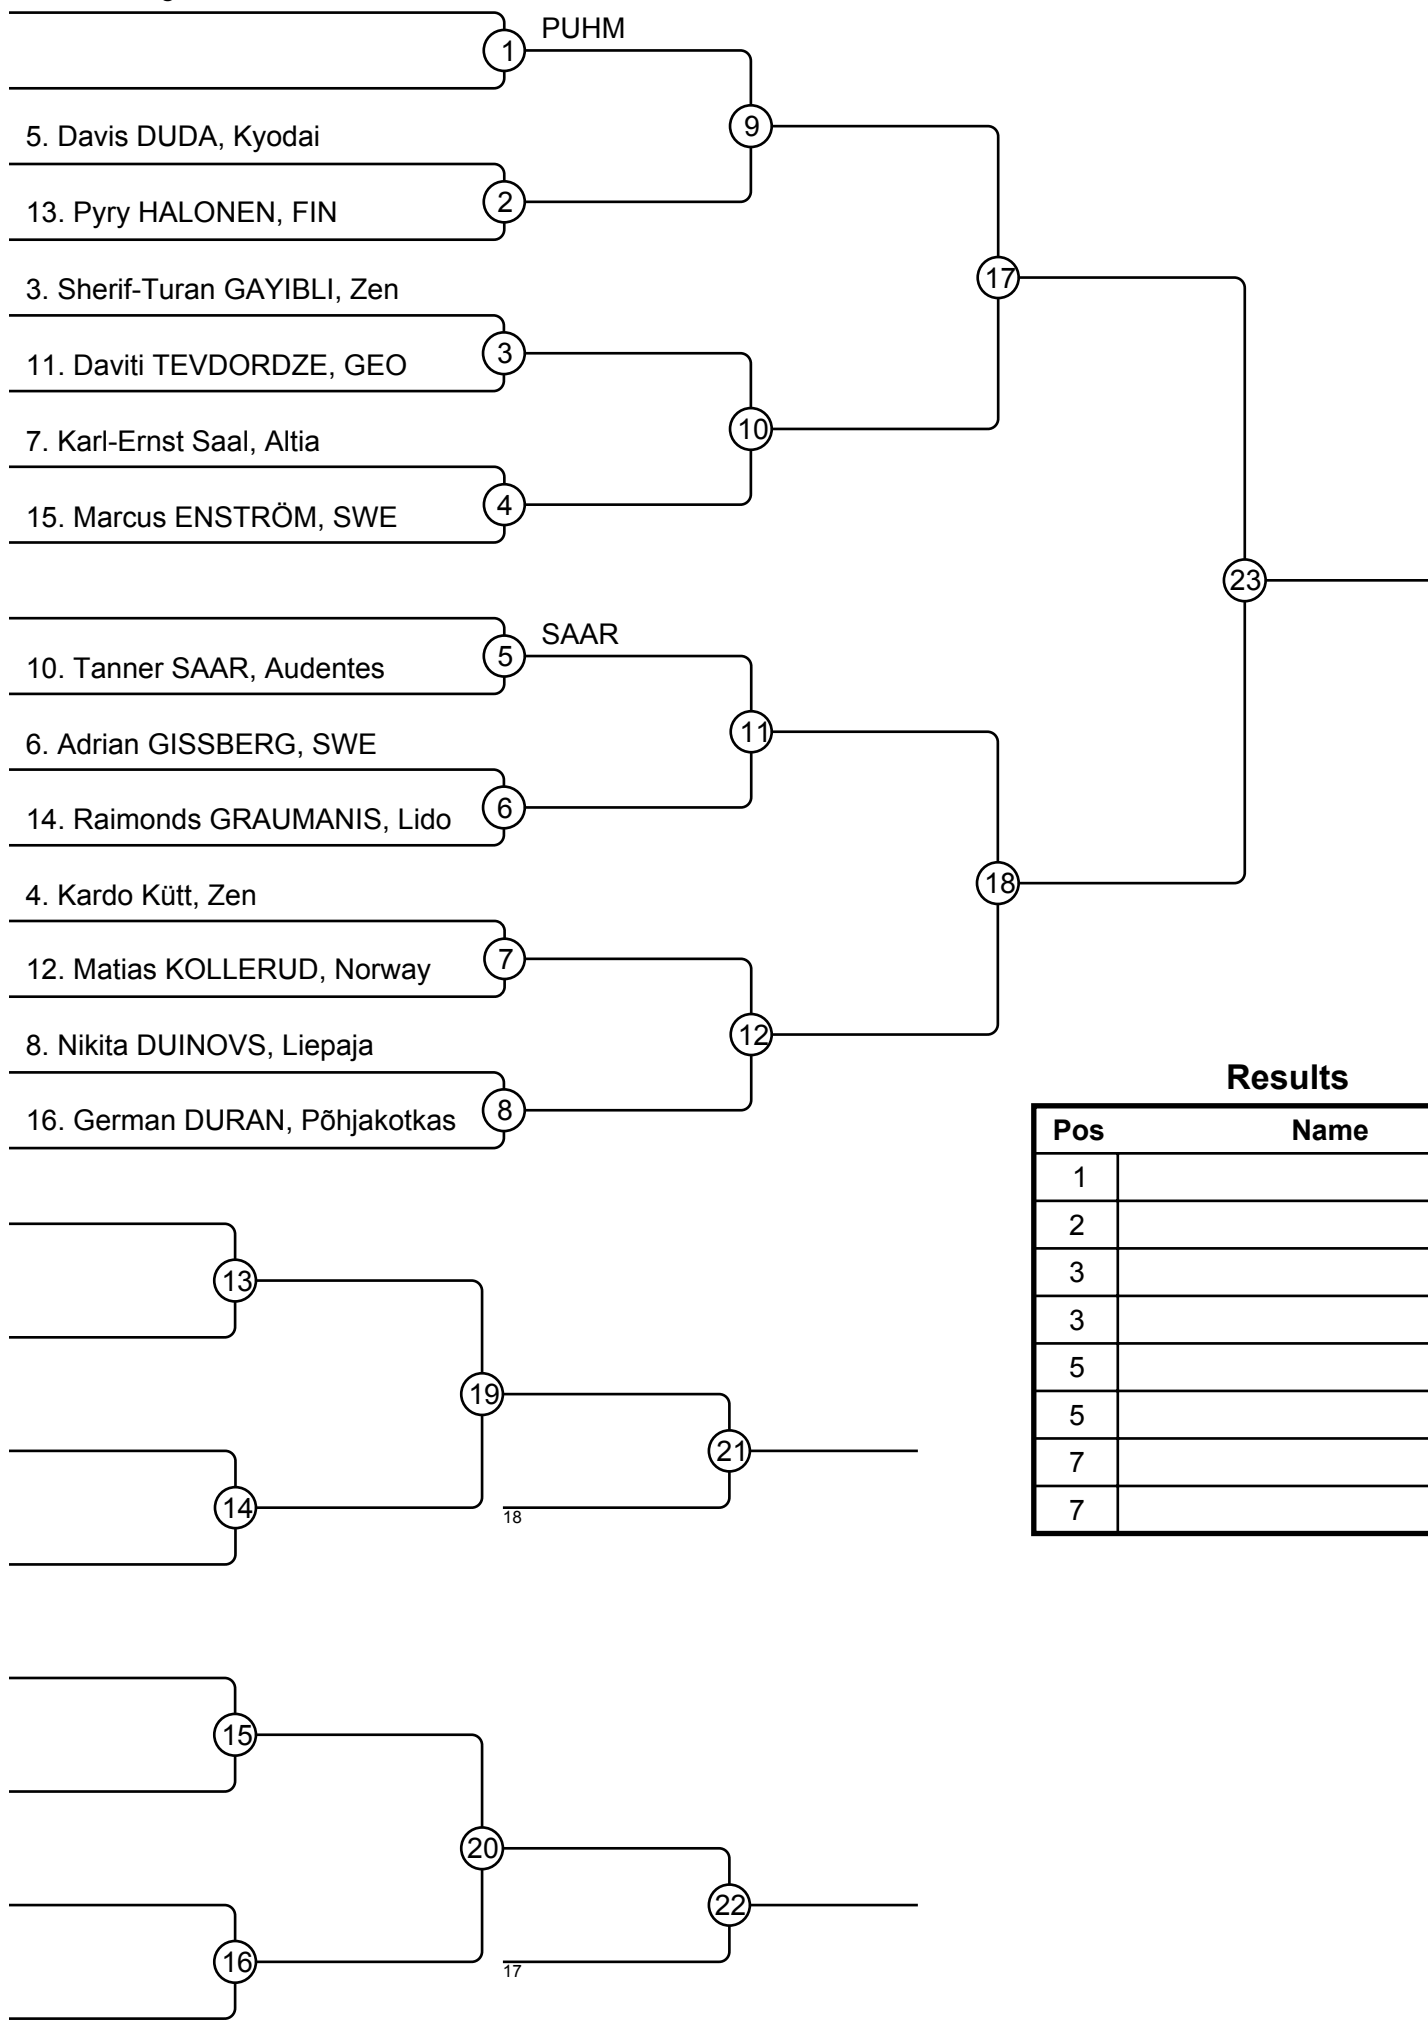 1
PUHM
9
5. Davis DUDA, Kyodai
2
13. Pyry HALONEN, FIN
17
3. Sherif-Turan GAYIBLI, Zen
3
11. Daviti TEVDORDZE, GEO
10
7. Karl-Ernst Saal, Altia
4
15. Marcus ENSTRÖM, SWE
23
5
SAAR
10. Tanner SAAR, Audentes
11
6. Adrian GISSBERG, SWE
6
14. Raimonds GRAUMANIS, Lido
18
4. Kardo Kütt, Zen
7
12. Matias KOLLERUD, Norway
12
8. Nikita DUINOVS, Liepaja
8
16. German DURAN, Põhjakotkas
Results
Pos Name
1
2
3
3
5
5
7
7
13
19
21
14
18
15
20
22
16
17